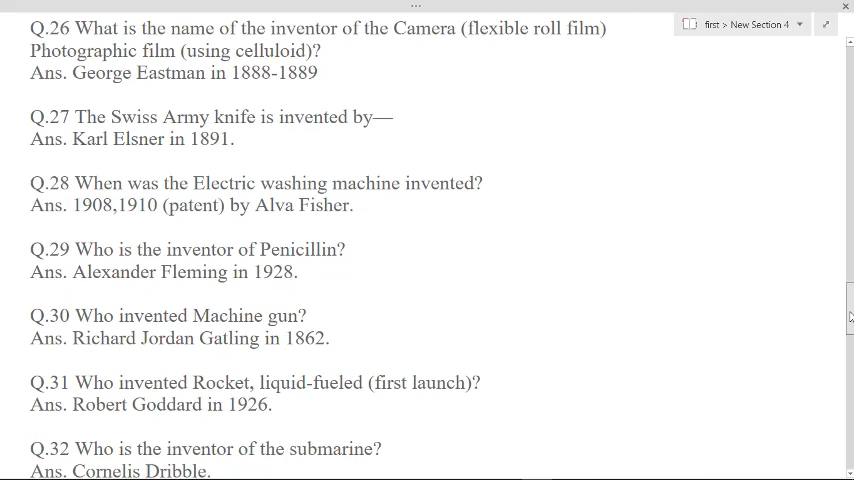 first > New Section 4
Q.26 What is the name of the inventor of the Camera (flexible roll film)
Photographic film (using celluloid)?
Ans. George Eastman in 1888-1889
Q.27 The Swiss Army knife is invented by—
Ans. Karl Elsner in 1891.
Q.28 When was the Electric washing machine invented?
Ans. 1908,1910 (patent) by Alva Fisher.
Q.29 Who is the inventor of Penicillin?
Ans. Alexander Fleming in 1928.
Q.30 Who invented Machine gun?
Ans. Richard Jordan Gatling in 1862.
Q.31 Who invented Rocket, liquid-fueled (first launch)?
Ans. Robert Goddard in 1926.
Q.32 Who is the inventor of the submarine?
Ans. Cornelis Dribble.